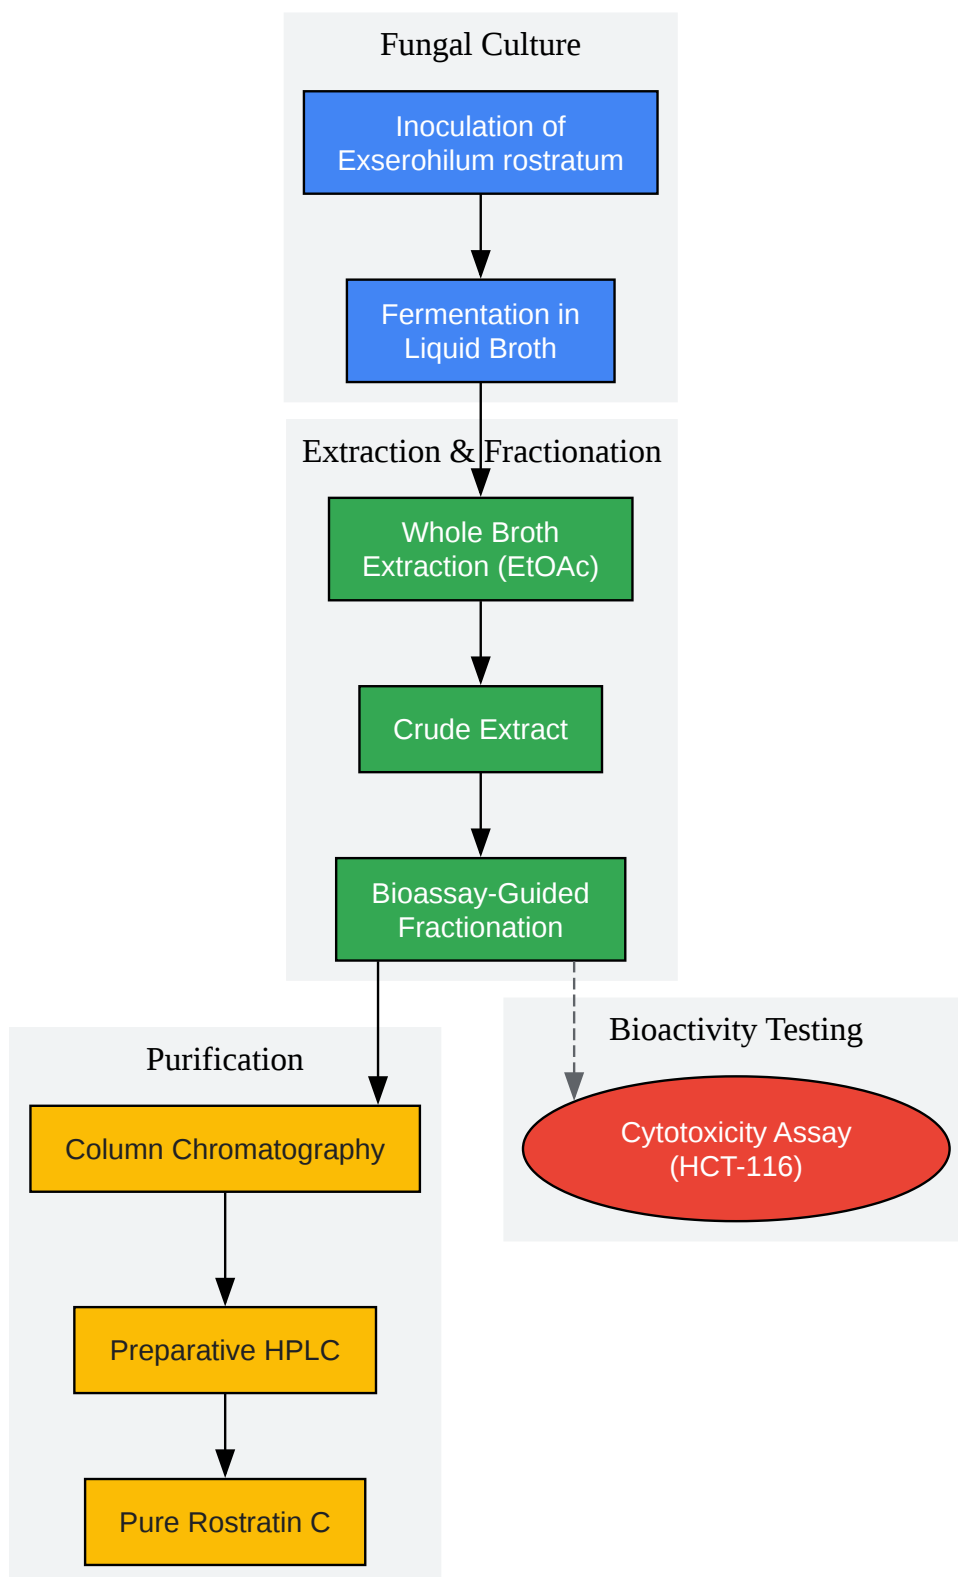 Fungal Culture
Inoculation of
Exserohilum rostratum
Fermentation in
Liquid Broth
Extraction & Fractionation
Whole Broth
Extraction (EtOAc)
Crude Extract
Bioassay-Guided
Fractionation
Purification
Column Chromatography
Preparative HPLC
Pure Rostratin C
Bioactivity Testing
Cytotoxicity Assay
(HCT-116)